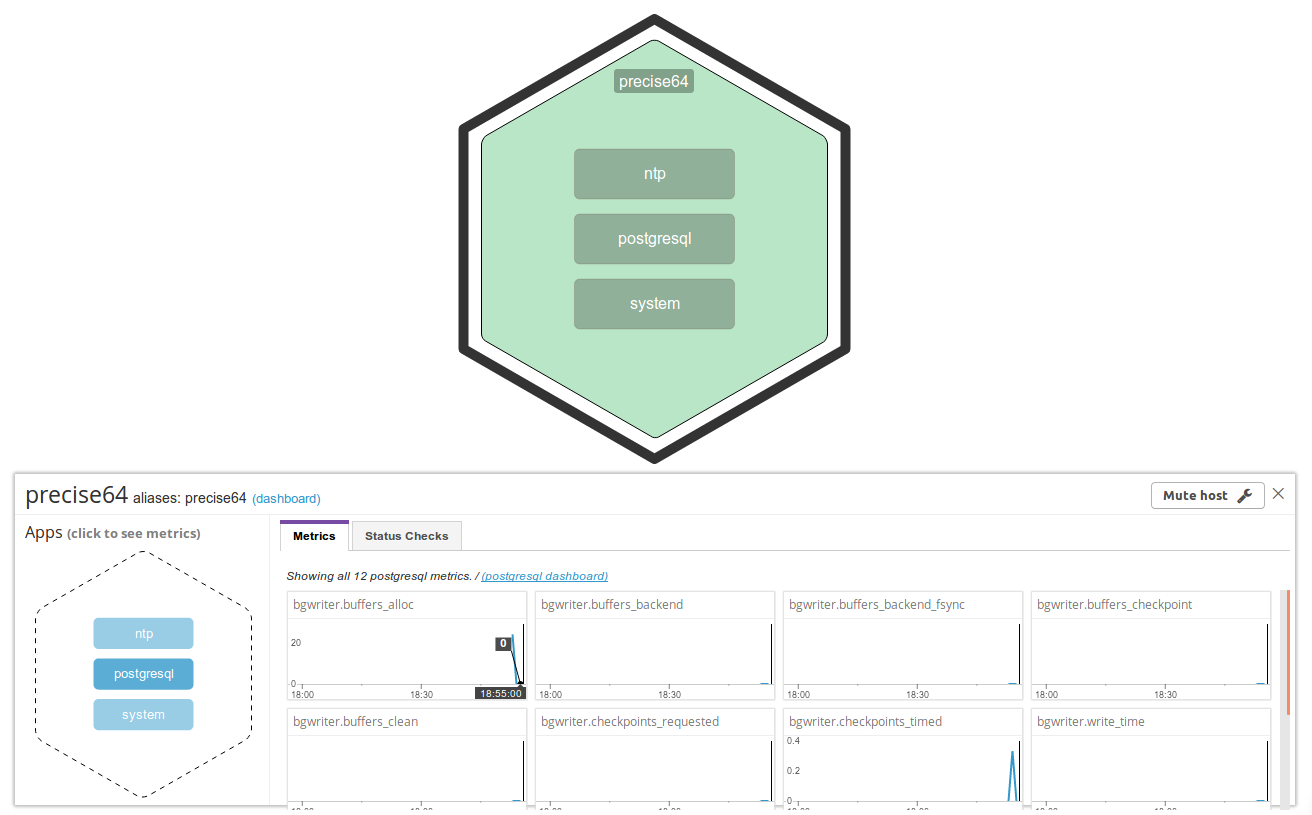 precise64
ntp
postgresql
system
precise64 aliases: precise64 (dashboard)
Mute host
Apps (click to see metrics)
Metrics
Status Checks
ntp
postgresql
system
Showing all 12 postgresql metrics. / (postgresql dashboard)
bgwriter.buffers_alloc
bgwriter.buffers_backend
bgwriter.buffers_backend_fsync
bgwriter.buffers_checkpoint
20
0
0
18:00
18:30
18:55:00
18:00
18:30
18:00
18:30
18:00
18:30
bgwriter.buffers_clean
bgwriter.checkpoints_requested
bgwriter.checkpoints_timed
bgwriter.write_time
0.4
0.2
0